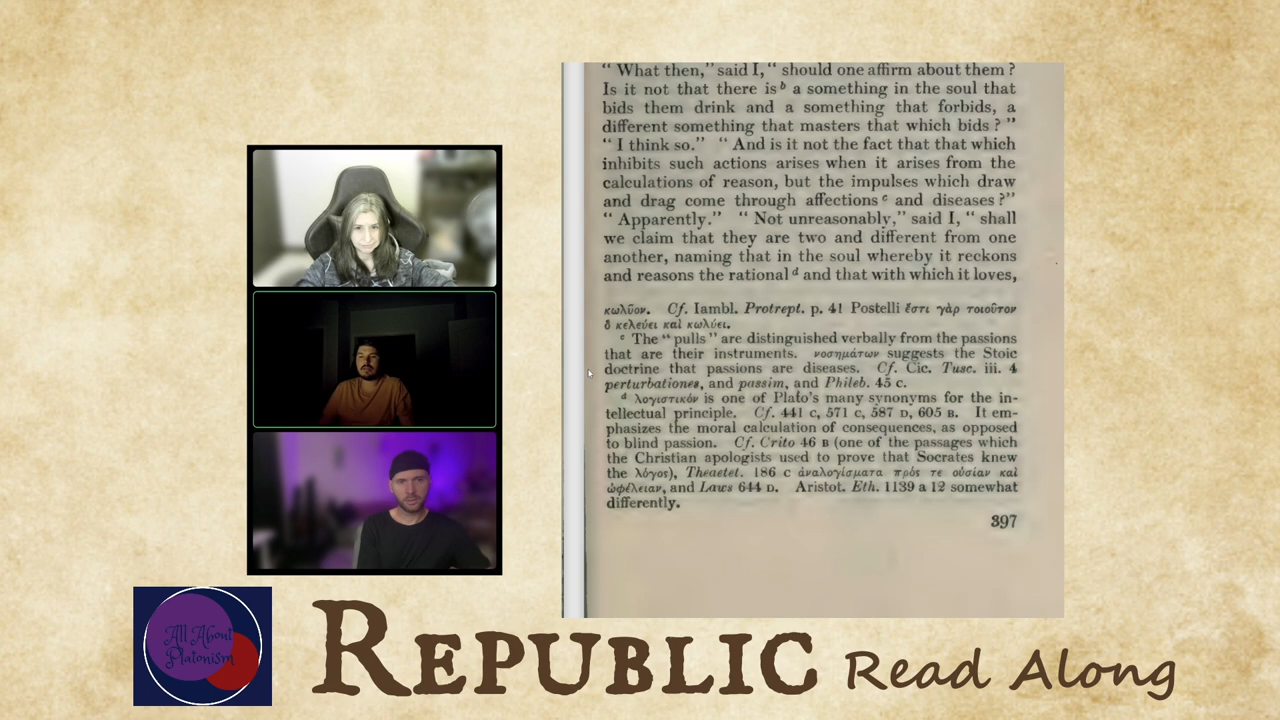 “ What then,” said I, “ should one affirm about them ?
Is it not that there is ᵇ a something in the soul that
bids them drink and a something that forbids, a
different something that masters that which bids ? ”
“ I think so.” “ And is it not the fact that that which
inhibits such actions arises when it arises from the
calculations of reason, but the impulses which draw
and drag come through affections ᶜ and diseases ?”
“ Apparently.” “ Not unreasonably,” said I, “ shall
we claim that they are two and different from one
another, naming that in the soul whereby it reckons
and reasons the rational ᵈ and that with which it loves,
κωλῦον. Cf. Iambl. Protrept. p. 41 Postelli ἔστι γὰρ τοιοῦτον
ὃ κελεύει καὶ κωλύει.
ᶜ The “ pulls ” are distinguished verbally from the passions
that are their instruments. νοσημάτων suggests the Stoic
doctrine that passions are diseases. Cf. Cic. Tusc. iii. 4
perturbationes, and passim, and Phileb. 45 c.
ᵈ λογιστικόν is one of Plato’s many synonyms for the in-
tellectual principle. Cf. 441 c, 571 c, 587 D, 605 B. It em-
phasizes the moral calculation of consequences, as opposed
to blind passion. Cf. Crito 46 B (one of the passages which
the Christian apologists used to prove that Socrates knew
the λόγος), Theaetet. 186 c ἀναλογίσματα πρός τε οὐσίαν καὶ
ὠφέλειαν, and Laws 644 D. Aristot. Eth. 1139 a 12 somewhat
differently.
397
All About
Platonism
REPUBLIC Read Along